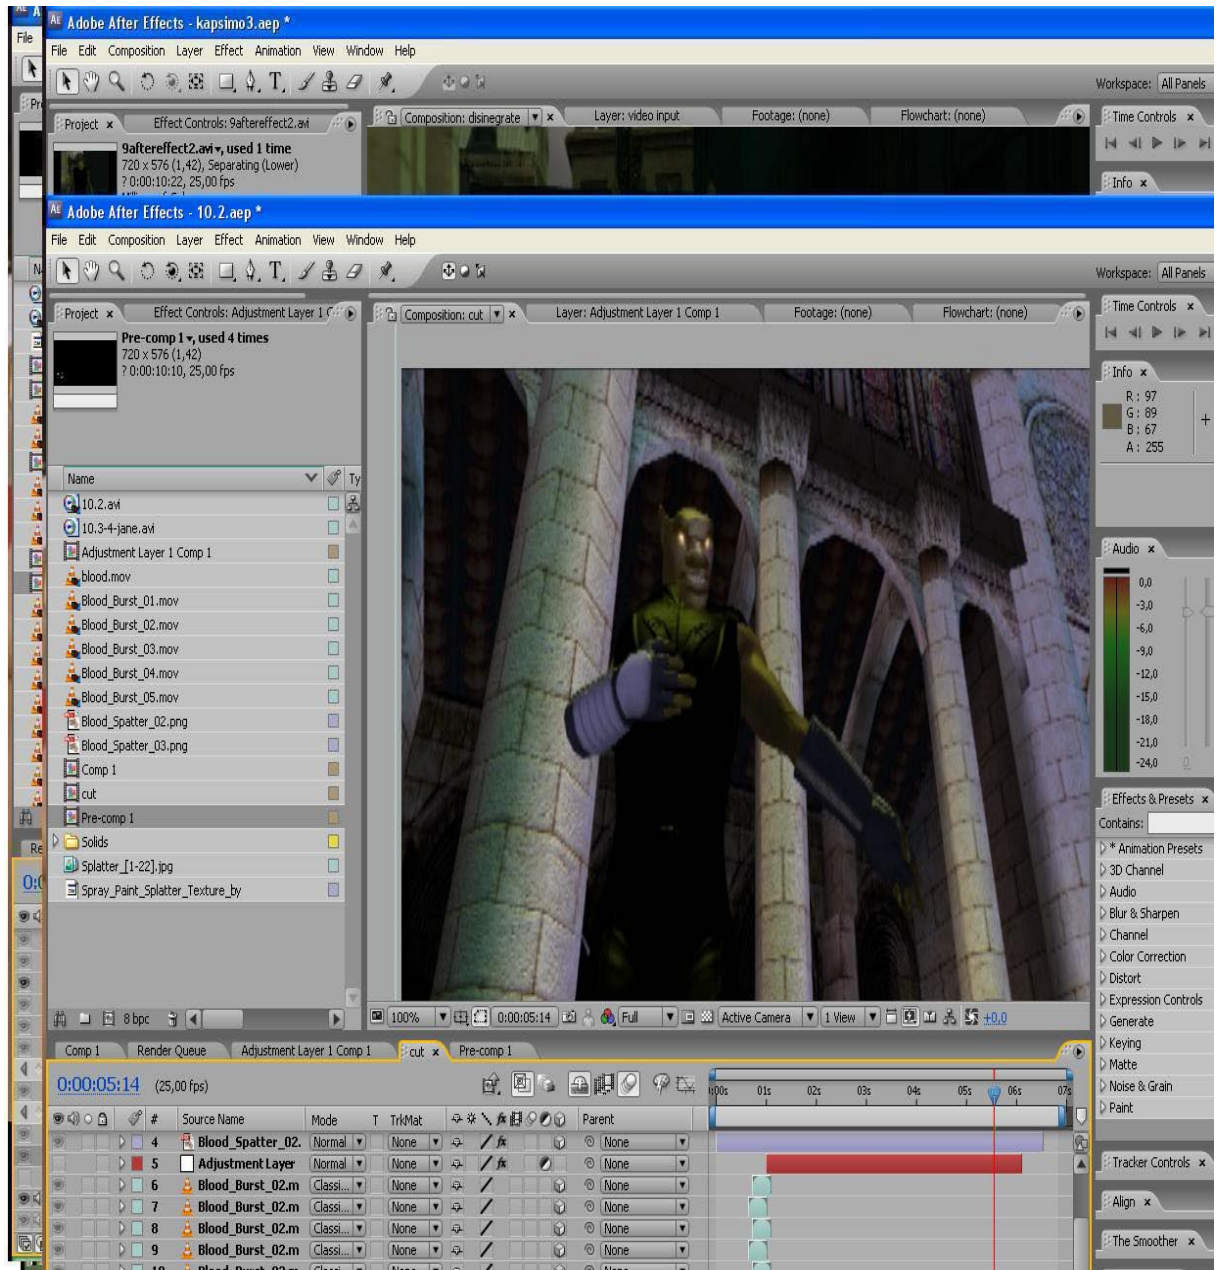 Adobe After Effects - kapsimo3.aep *
File
File Edit Composition Layer Effect Animation View Window Help
Workspace: All Panels
Project × Effect Controls: 9aftereffect2.avi Composition: disinegrate × Layer: video input Footage: (none) Flowchart: (none) Time Controls ×
9aftereffect2.avi, used 1 time
720 x 576 (1,42), Separating (Lower)
? 0:00:10:22, 25,00 fps
Info ×
Adobe After Effects - 10.2.aep *
File Edit Composition Layer Effect Animation View Window Help
Workspace: All Panels
Project × Effect Controls: Adjustment Layer 1 C Composition: cut × Layer: Adjustment Layer 1 Comp 1 Footage: (none) Flowchart: (none) Time Controls ×
Pre-comp 1, used 4 times
720 x 576 (1,42)
? 0:00:10:10, 25,00 fps
Info ×
R: 97
G: 89
B: 67
A: 255
Name Ty
10.2.avi
10.3-4-jane.avi
Adjustment Layer 1 Comp 1
blood.mov
Blood_Burst_01.mov
Blood_Burst_02.mov
Blood_Burst_03.mov
Blood_Burst_04.mov
Blood_Burst_05.mov
Blood_Spatter_02.png
Blood_Spatter_03.png
Comp 1
cut
Pre-comp 1
Solids
Splatter_[1-22].jpg
Spray_Paint_Splatter_Texture_by
Audio ×
0,0
-3,0
-6,0
-9,0
-12,0
-15,0
-18,0
-21,0
-24,0 0
Effects & Presets ×
Contains:
* Animation Presets
3D Channel
Audio
Blur & Sharpen
Channel
Color Correction
Distort
Expression Controls
Generate
Keying
Matte
Noise & Grain
Paint
8 bpc 100% 0:00:05:14 Full Active Camera 1 View +0,0
Comp 1 Render Queue Adjustment Layer 1 Comp 1 cut × Pre-comp 1
0:00:05:14 (25,00 fps) 01s 02s 03s 04s 05s 06s 07s
# Source Name Mode T TrkMat Parent
4 Blood_Spatter_02. Normal None None
5 Adjustment Layer Normal None None
6 Blood_Burst_02.m Classi... None None
7 Blood_Burst_02.m Classi... None None
8 Blood_Burst_02.m Classi... None None
9 Blood_Burst_02.m Classi... None None
Tracker Controls ×
Align ×
The Smoother ×